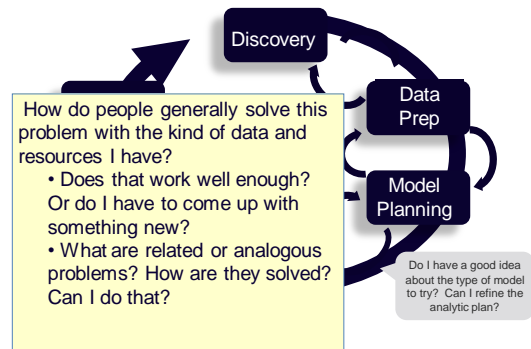 Discovery
Data
Prep
Model
Planning
How do people generally solve this
problem with the kind of data and
resources I have?
• Does that work well enough?
Or do I have to come up with
something new?
• What are related or analogous
problems? How are they solved?
Can I do that?
Do I have a good idea
about the type of model
to try? Can I refine the
analytic plan?